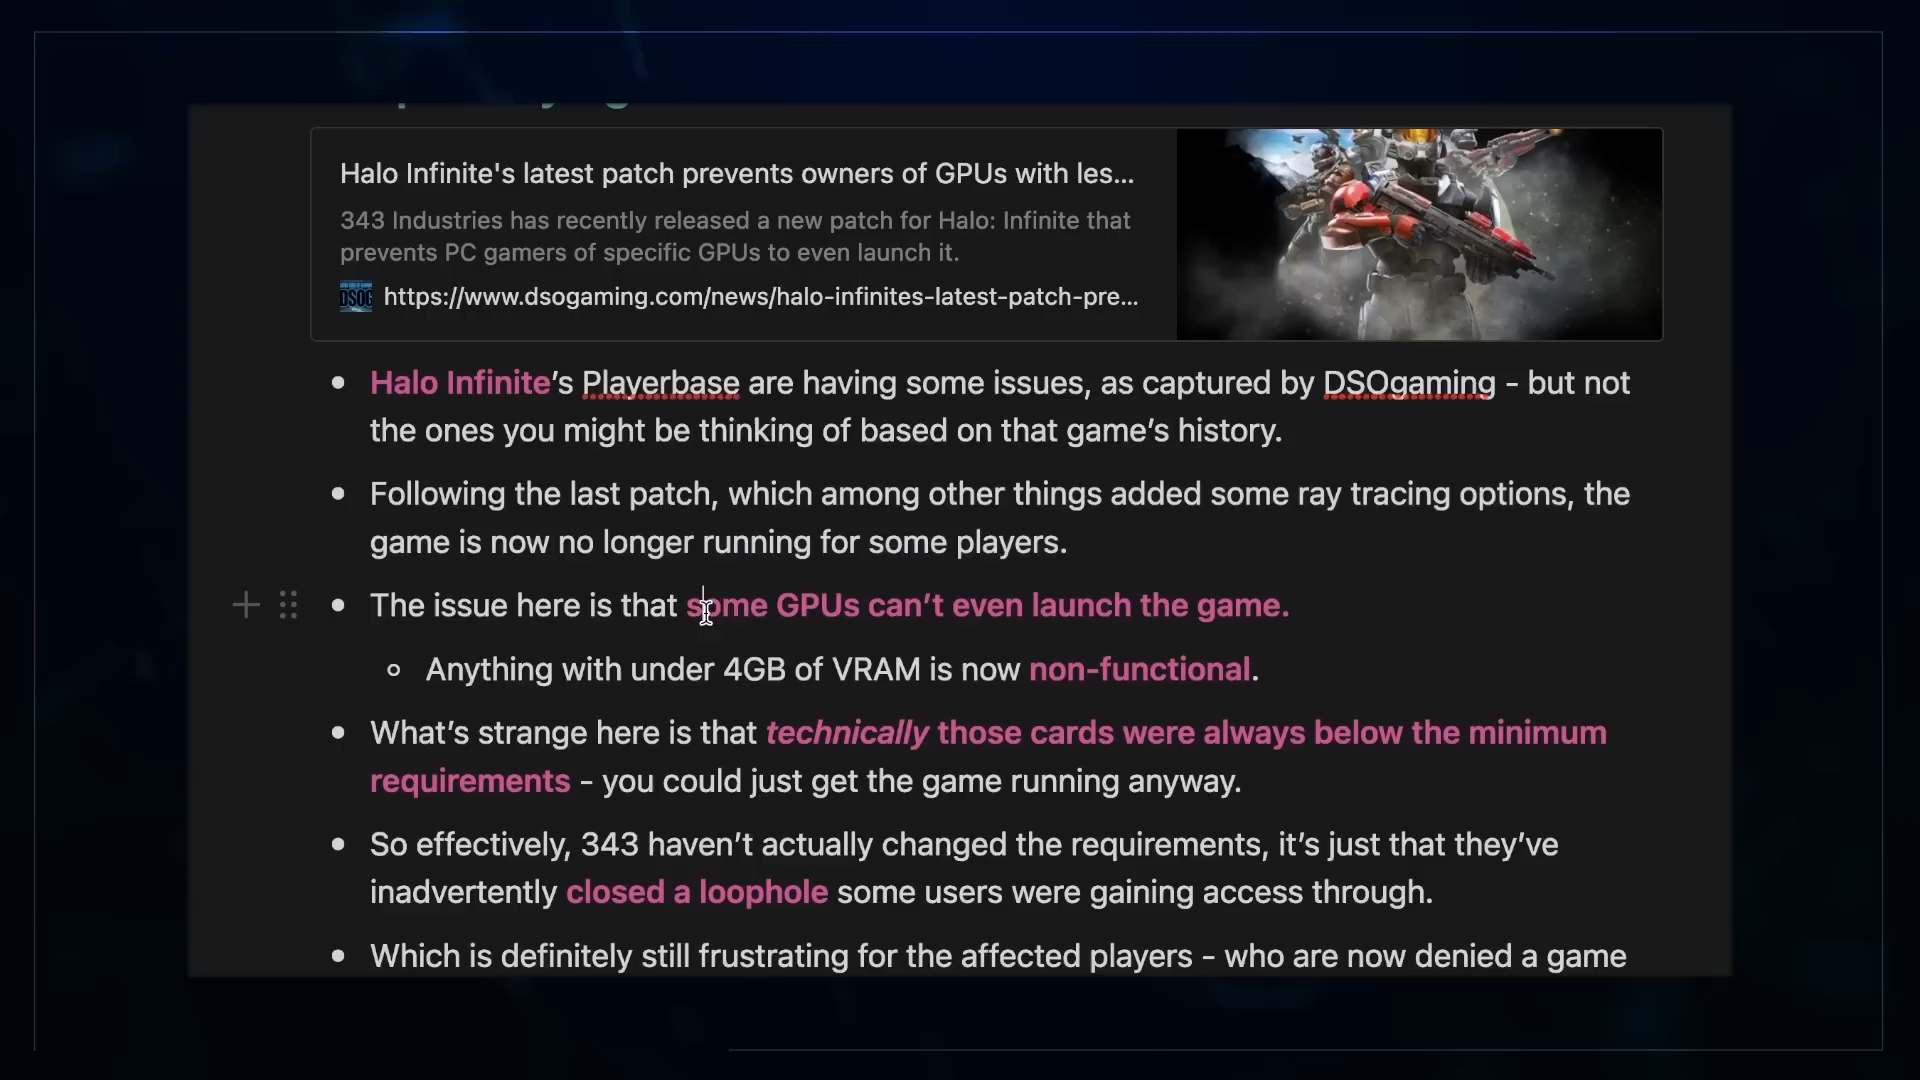 Halo Infinite's latest patch prevents owners of GPUs with les...
343 Industries has recently released a new patch for Halo: Infinite that
prevents PC gamers of specific GPUs to even launch it.
DSOG https://www.dsogaming.com/news/halo-infinites-latest-patch-pre...
• Halo Infinite’s Playerbase are having some issues, as captured by DSOgaming - but not
the ones you might be thinking of based on that game’s history.
• Following the last patch, which among other things added some ray tracing options, the
game is now no longer running for some players.
• The issue here is that some GPUs can’t even launch the game.
◦ Anything with under 4GB of VRAM is now non-functional.
• What’s strange here is that technically those cards were always below the minimum
requirements - you could just get the game running anyway.
• So effectively, 343 haven’t actually changed the requirements, it’s just that they’ve
inadvertently closed a loophole some users were gaining access through.
• Which is definitely still frustrating for the affected players - who are now denied a game